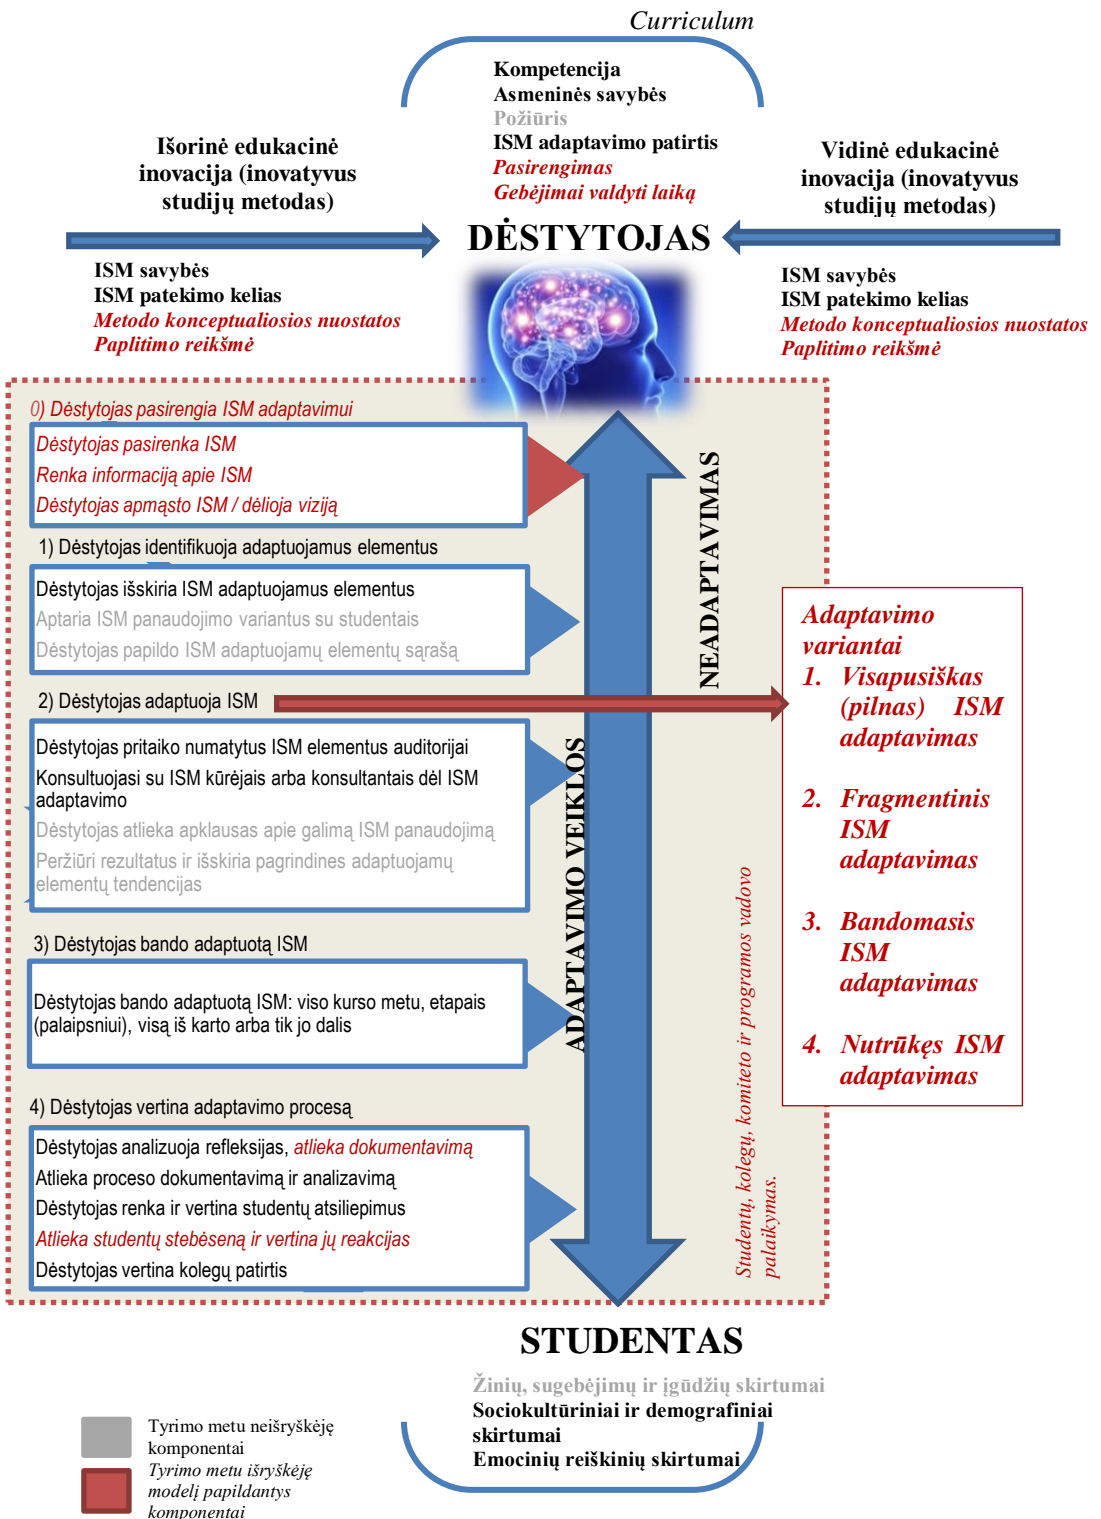 Curriculum
Kompetencija
Asmeninės savybės
Požiūris
ISM adaptavimo patirtis
Pasirengimas
Gebėjimai valdyti laiką
Išorinė edukacinė
inovacija (inovatyvus
studijų metodas)
Vidinė edukacinė
inovacija (inovatyvus
studijų metodas)
DĖSTYTOJAS
ISM savybės
ISM patekimo kelias
Metodo konceptualiosios nuostatos
Paplitimo reikšmė
ISM savybės
ISM patekimo kelias
Metodo konceptualiosios nuostatos
Paplitimo reikšmė
0) Dėstytojas pasirengia ISM adaptavimui
Dėstytojas pasirenka ISM
Renka informaciją apie ISM
Dėstytojas apmąsto ISM / dėlioja viziją
1) Dėstytojas identifikuoja adaptuojamus elementus
Dėstytojas išskiria ISM adaptuojamus elementus
Aptaria ISM panaudojimo variantus su studentais
Dėstytojas papildo ISM adaptuojamų elementų sąrašą
2) Dėstytojas adaptuoja ISM
Dėstytojas pritaiko numatytus ISM elementus auditorijai
Konsultuojasi su ISM kūrėjais arba konsultantais dėl ISM
adaptavimo
Dėstytojas atlieka apklausas apie galimą ISM panaudojimą
Peržiūri rezultatus ir išskiria pagrindines adaptuojamų
elementų tendencijas
3) Dėstytojas bando adaptuotą ISM
Dėstytojas bando adaptuotą ISM: viso kurso metu, etapais
(palaipsniui), visą iš karto arba tik jo dalis
4) Dėstytojas vertina adaptavimo procesą
Dėstytojas analizuoja refleksijas, atlieka dokumentavimą
Atlieka proceso dokumentavimą ir analizavimą
Dėstytojas renka ir vertina studentų atsiliepimus
Atlieka studentų stebėseną ir vertina jų reakcijas
Dėstytojas vertina kolegų patirtis
NEADAPTAVIMAS
ADAPTAVIMO VEIKLOS
Studentų, kolegų, komiteto ir programos vadovo
palaikymas.
Adaptavimo
variantai
1. Visapusiškas
(pilnas) ISM
adaptavimas
2. Fragmentinis
ISM
adaptavimas
3. Bandomasis
ISM
adaptavimas
4. Nutrūkęs ISM
adaptavimas
STUDENTAS
Žinių, sugebėjimų ir įgūdžių skirtumai
Sociokultūriniai ir demografiniai
skirtumai
Emocinių reiškinių skirtumai
Tyrimo metu neišryškėję
komponentai
Tyrimo metu išryškėję
modelį papildantys
komponentai